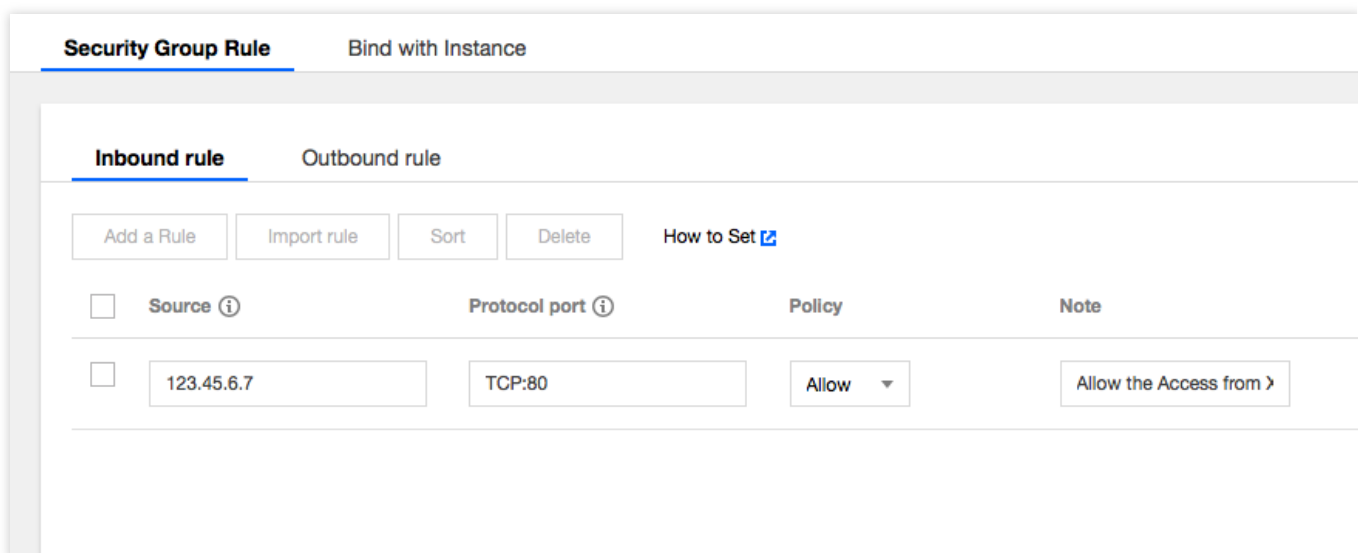 Security Group Rule Bind with Instance
Inbound rule Outbound rule
Add a Rule Import rule Sort Delete How to Set
Source Protocol port Policy Note
123.45.6.7 TCP:80 Allow Allow the Access from